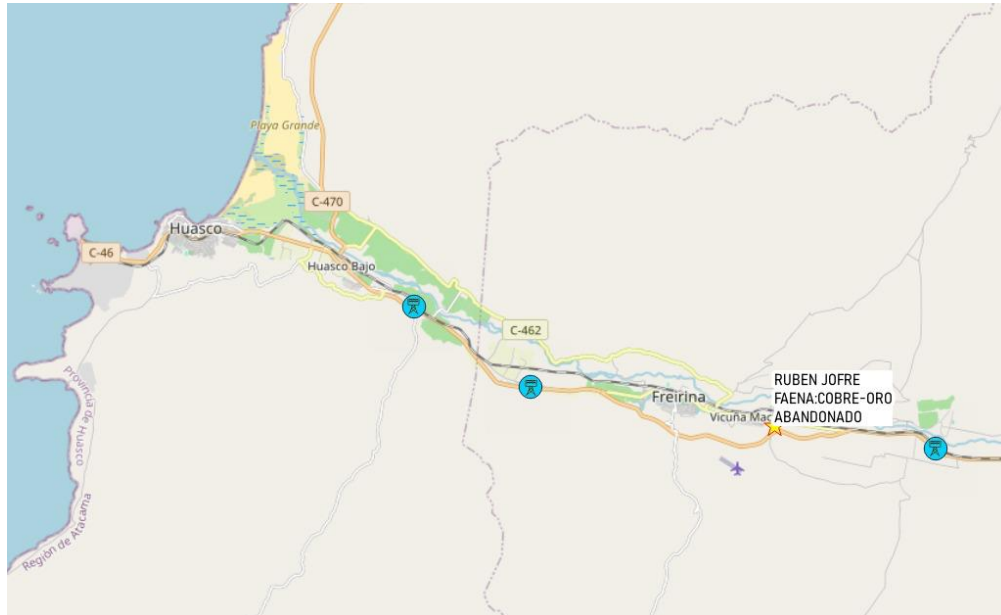 Playa Grande
C-470
Huasco
C-46
Huasco Bajo
C-462
RUBEN JOFRE
FAENA:COBRE-ORO
ABANDONADO
Freirina
Vicuña Mac
Provincia de Huasco
Región de Atacama